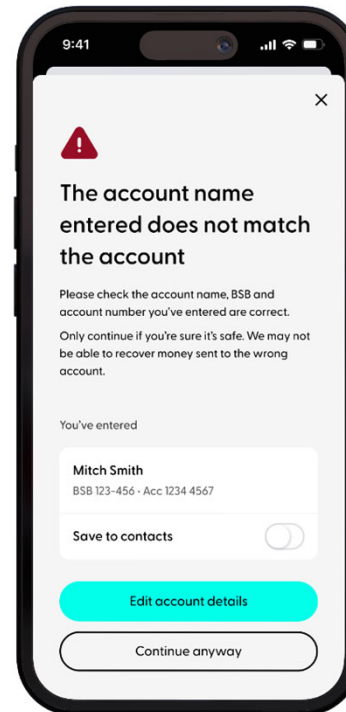 9:41
The account name
entered does not match
the account
Please check the account name, BSB and
account number you've entered are correct.
Only continue if you're sure it's safe. We may not
be able to recover money sent to the wrong
account.
You've entered
Mitch Smith
BSB 123-456 - Acc 1234 4567
Save to contacts
Edit account details
Continue anyway